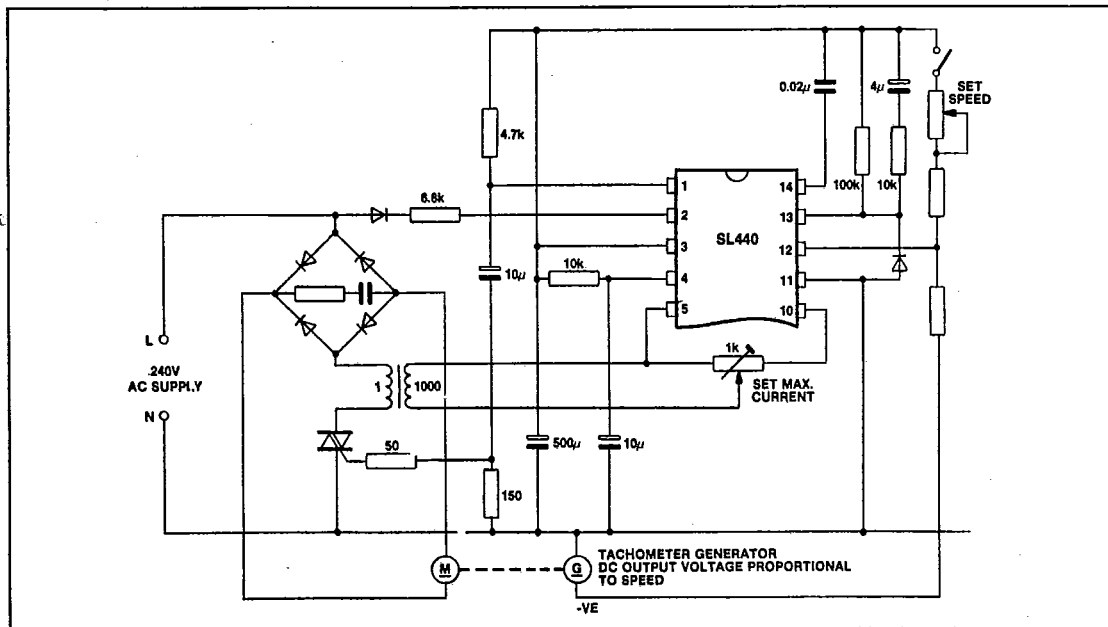 0.02μ
4μ
SET
SPEED
4.7k
100k
10k
6.8k
1
2
3
4
5
14
13
12
11
10
SL440
10μ
10k
L
240V
AC SUPPLY
N
1
1000
1k
SET MAX.
CURRENT
50
150
500μ
10μ
M
G
TACHOMETER GENERATOR
DC OUTPUT VOLTAGE PROPORTIONAL
TO SPEED
-VE